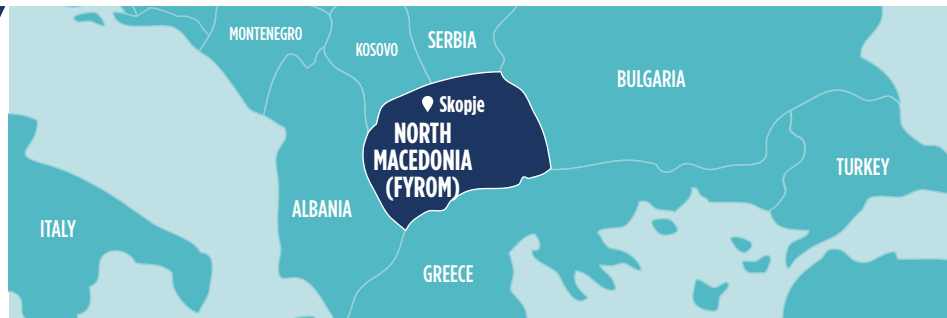 MONTENEGRO
KOSOVO
SERBIA
BULGARIA
Skopje
NORTH
MACEDONIA
(FYROM)
TURKEY
ALBANIA
ITALY
GREECE